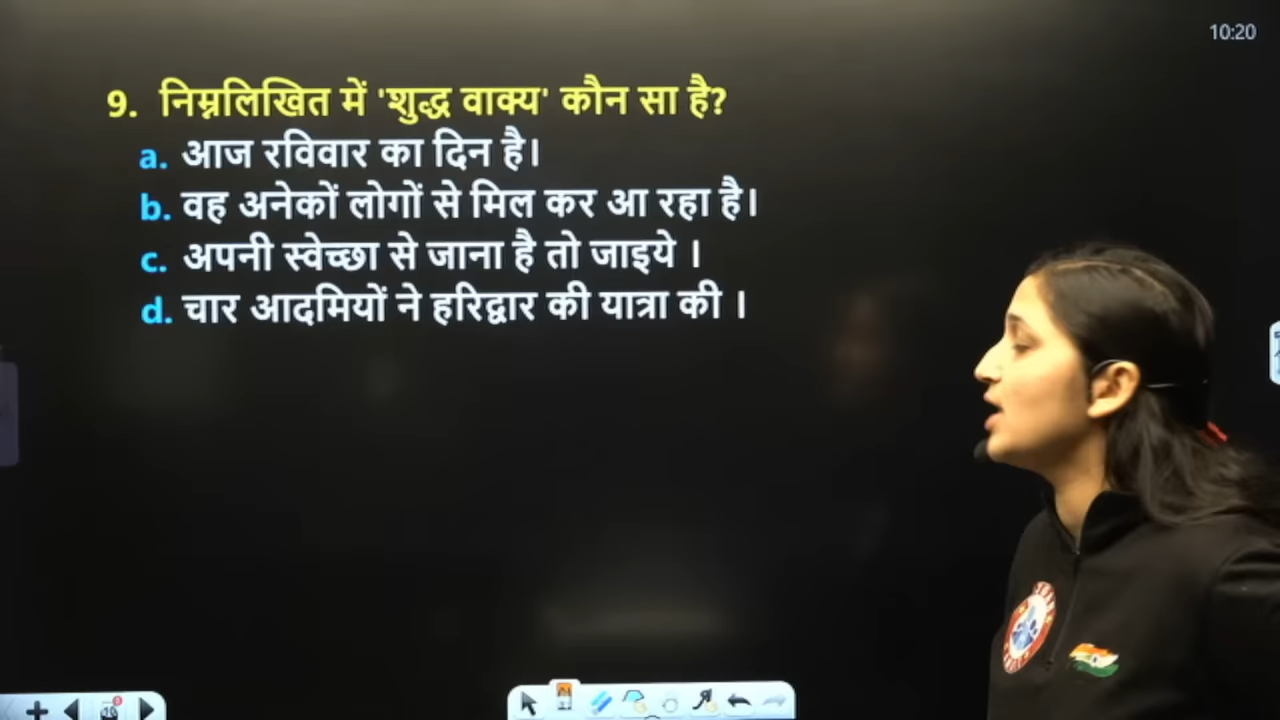 10:20
9. निम्नलिखित में 'शुद्ध वाक्य' कौन सा है?
a. आज रविवार का दिन है।
b. वह अनेकों लोगों से मिल कर आ रहा है।
c. अपनी स्वेच्छा से जाना है तो जाइये ।
d. चार आदमियों ने हरिद्वार की यात्रा की ।